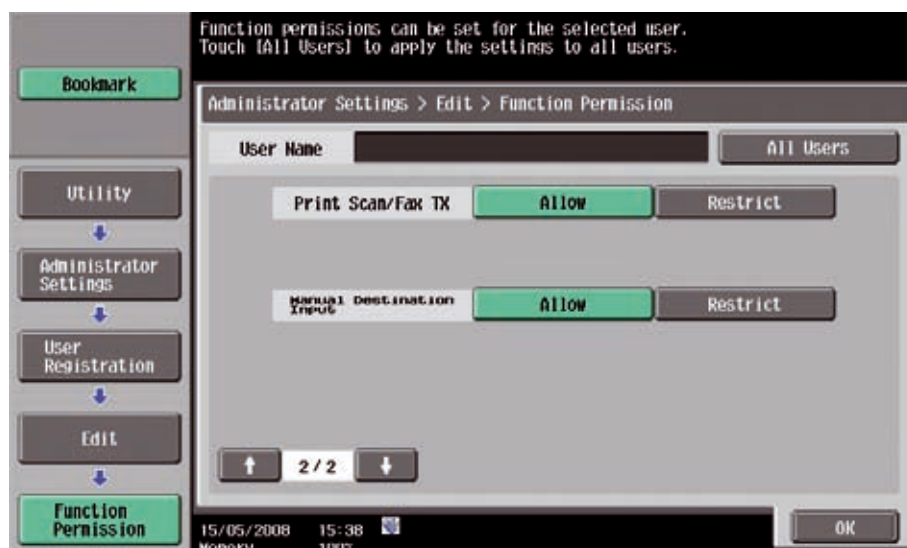 Function permissions can be set for the selected user.
Touch [All Users] to apply the settings to all users.
Bookmark
Administrator Settings > Edit > Function Permission
User Name
All Users
Utility
Print Scan/Fax TX
Allow
Restrict
Administrator
Settings
Manual Destination
Input
Allow
Restrict
User
Registration
Edit
2/2
Function
Permission
15/05/2008 15:38
OK
Memory 100%